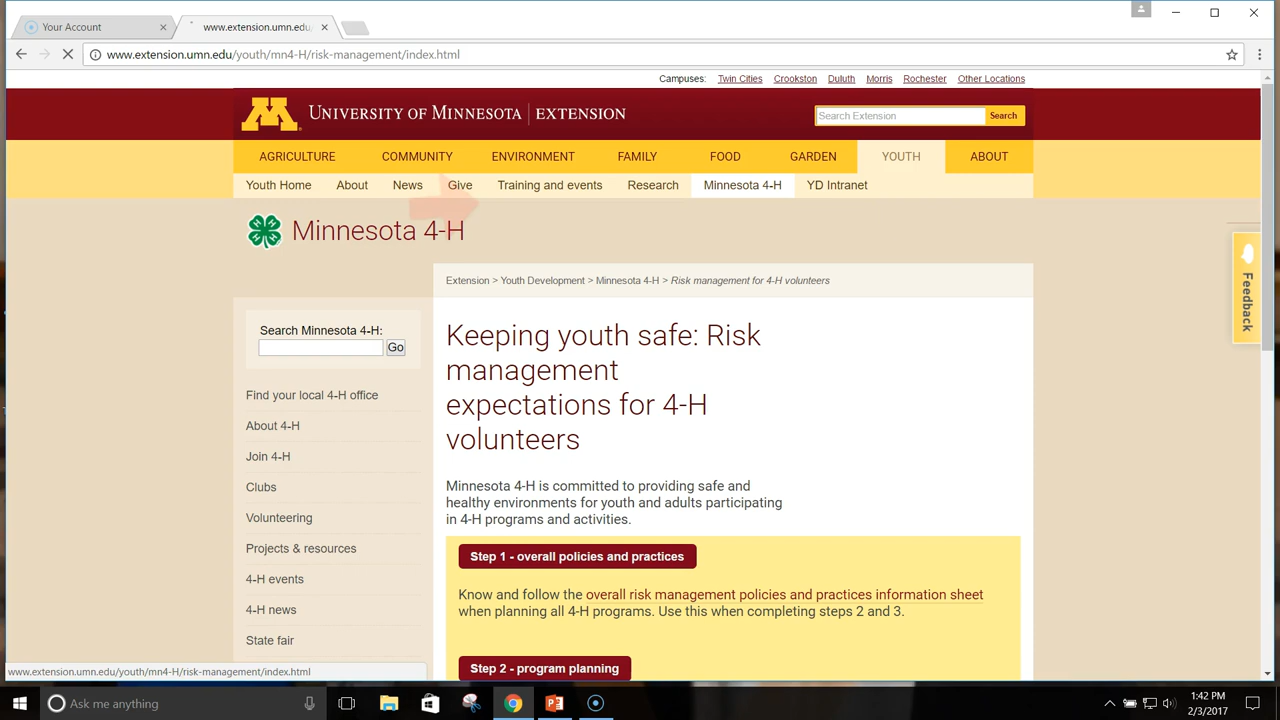 Your Account
www.extension.umn.edu/
www.extension.umn.edu/youth/mn4-H/risk-management/index.html
Campuses: Twin Cities Crookston Duluth Morris Rochester Other Locations
M UNIVERSITY OF MINNESOTA | EXTENSION
Search Extension Search
AGRICULTURE COMMUNITY ENVIRONMENT FAMILY FOOD GARDEN YOUTH ABOUT
Youth Home About News Give Training and events Research Minnesota 4-H YD Intranet
Minnesota 4-H
Feedback
Extension > Youth Development > Minnesota 4-H > Risk management for 4-H volunteers
Search Minnesota 4-H:
Go
Find your local 4-H office
About 4-H
Join 4-H
Clubs
Volunteering
Projects & resources
4-H events
4-H news
State fair
Keeping youth safe: Risk
management
expectations for 4-H
volunteers
Minnesota 4-H is committed to providing safe and
healthy environments for youth and adults participating
in 4-H programs and activities.
Step 1 - overall policies and practices
Know and follow the overall risk management policies and practices information sheet
when planning all 4-H programs. Use this when completing steps 2 and 3.
Step 2 - program planning
www.extension.umn.edu/youth/mn4-H/risk-management/index.html
Ask me anything
1:42 PM
2/3/2017